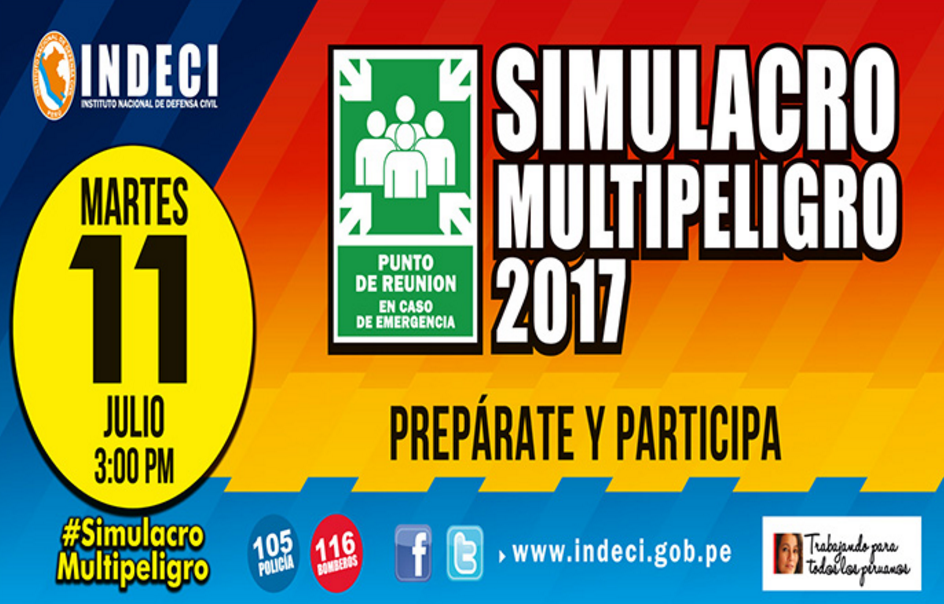 INDECI
INSTITUTO NACIONAL DE DEFENSA CIVIL
MARTES
11
JULIO
3:00 PM
#Simulacro
Multipeligro
PUNTO
DE REUNION
EN CASO
DE EMERGENCIA
SIMULACRO
MULTIPELIGRO
2017
PREPÁRATE Y PARTICIPA
105
POLICÍA
116
BOMBEROS
f
t
www.indeci.gob.pe
Trabajando para
todos los peruanos